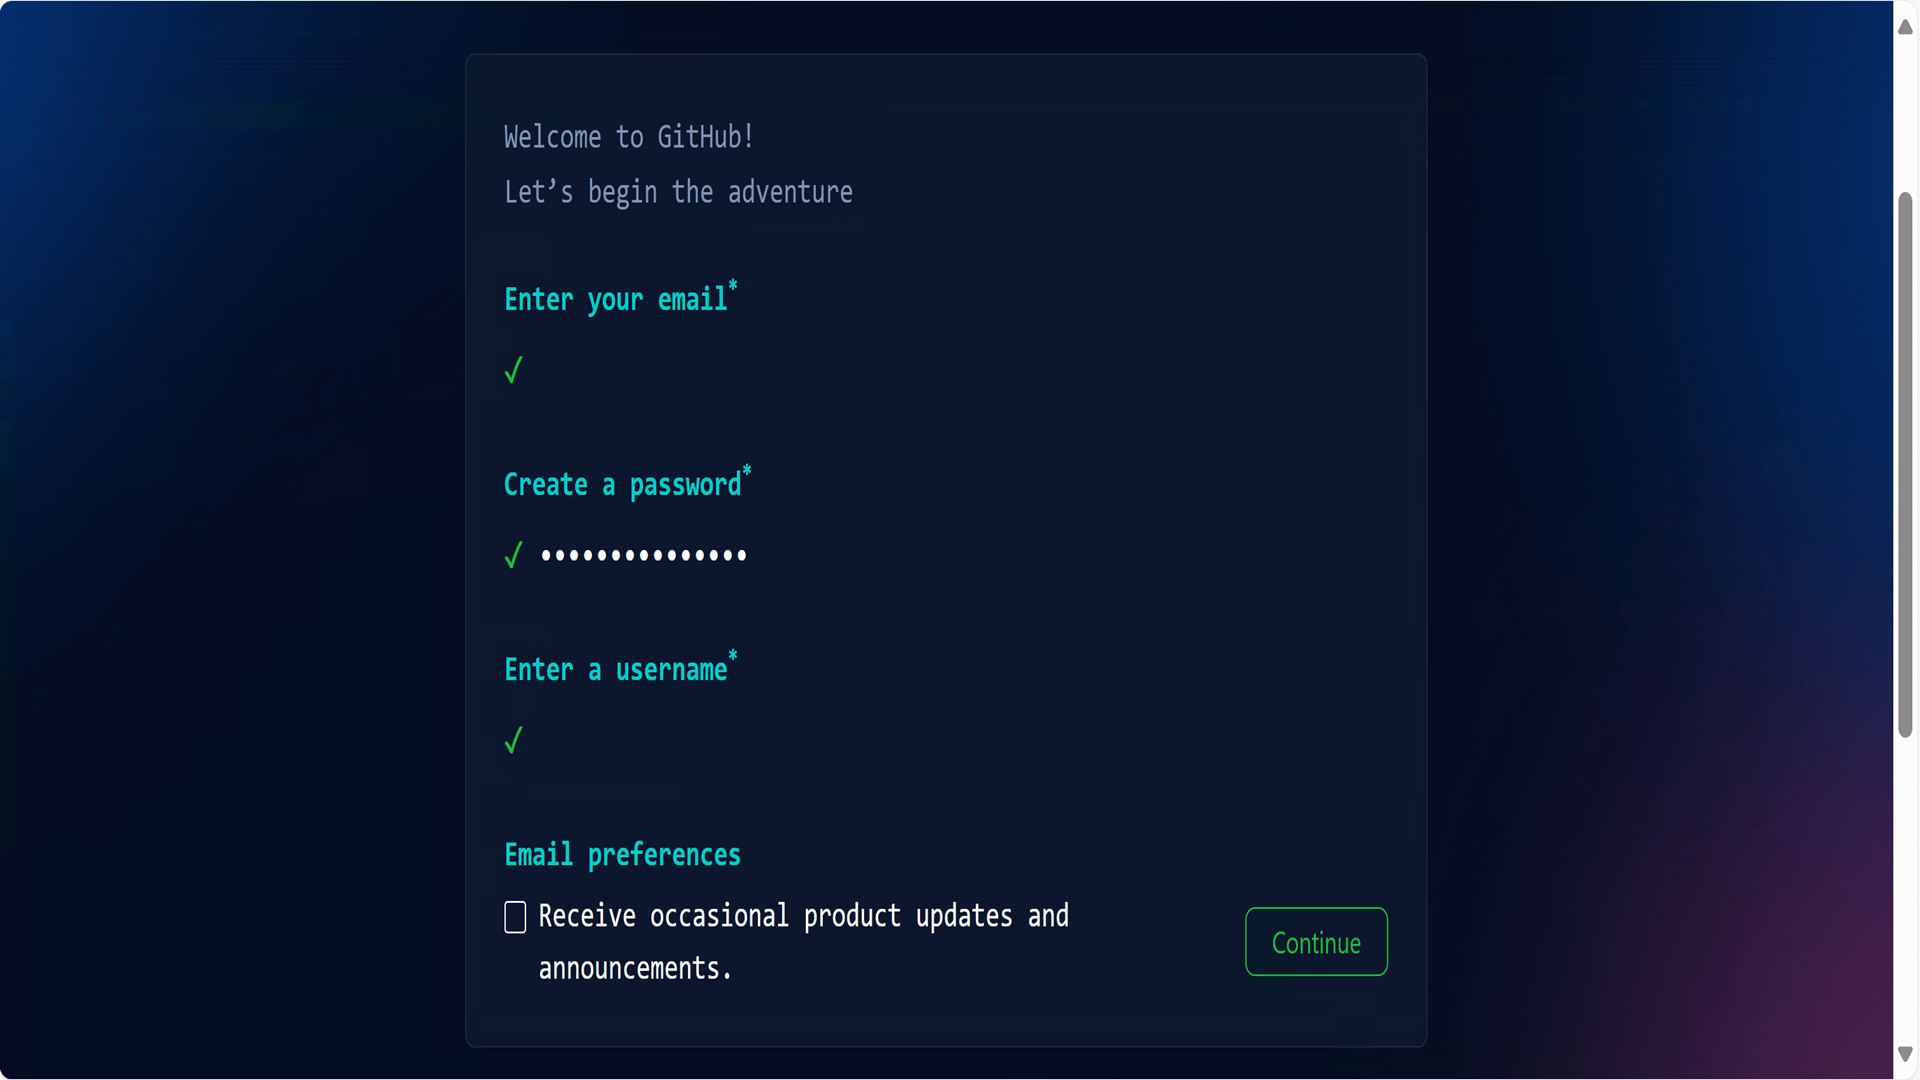 Welcome to GitHub!
Let’s begin the adventure
Enter your email*
✓
Create a password*
✓ •••••••••••••••
Enter a username*
✓
Email preferences
Receive occasional product updates and
announcements.
Continue